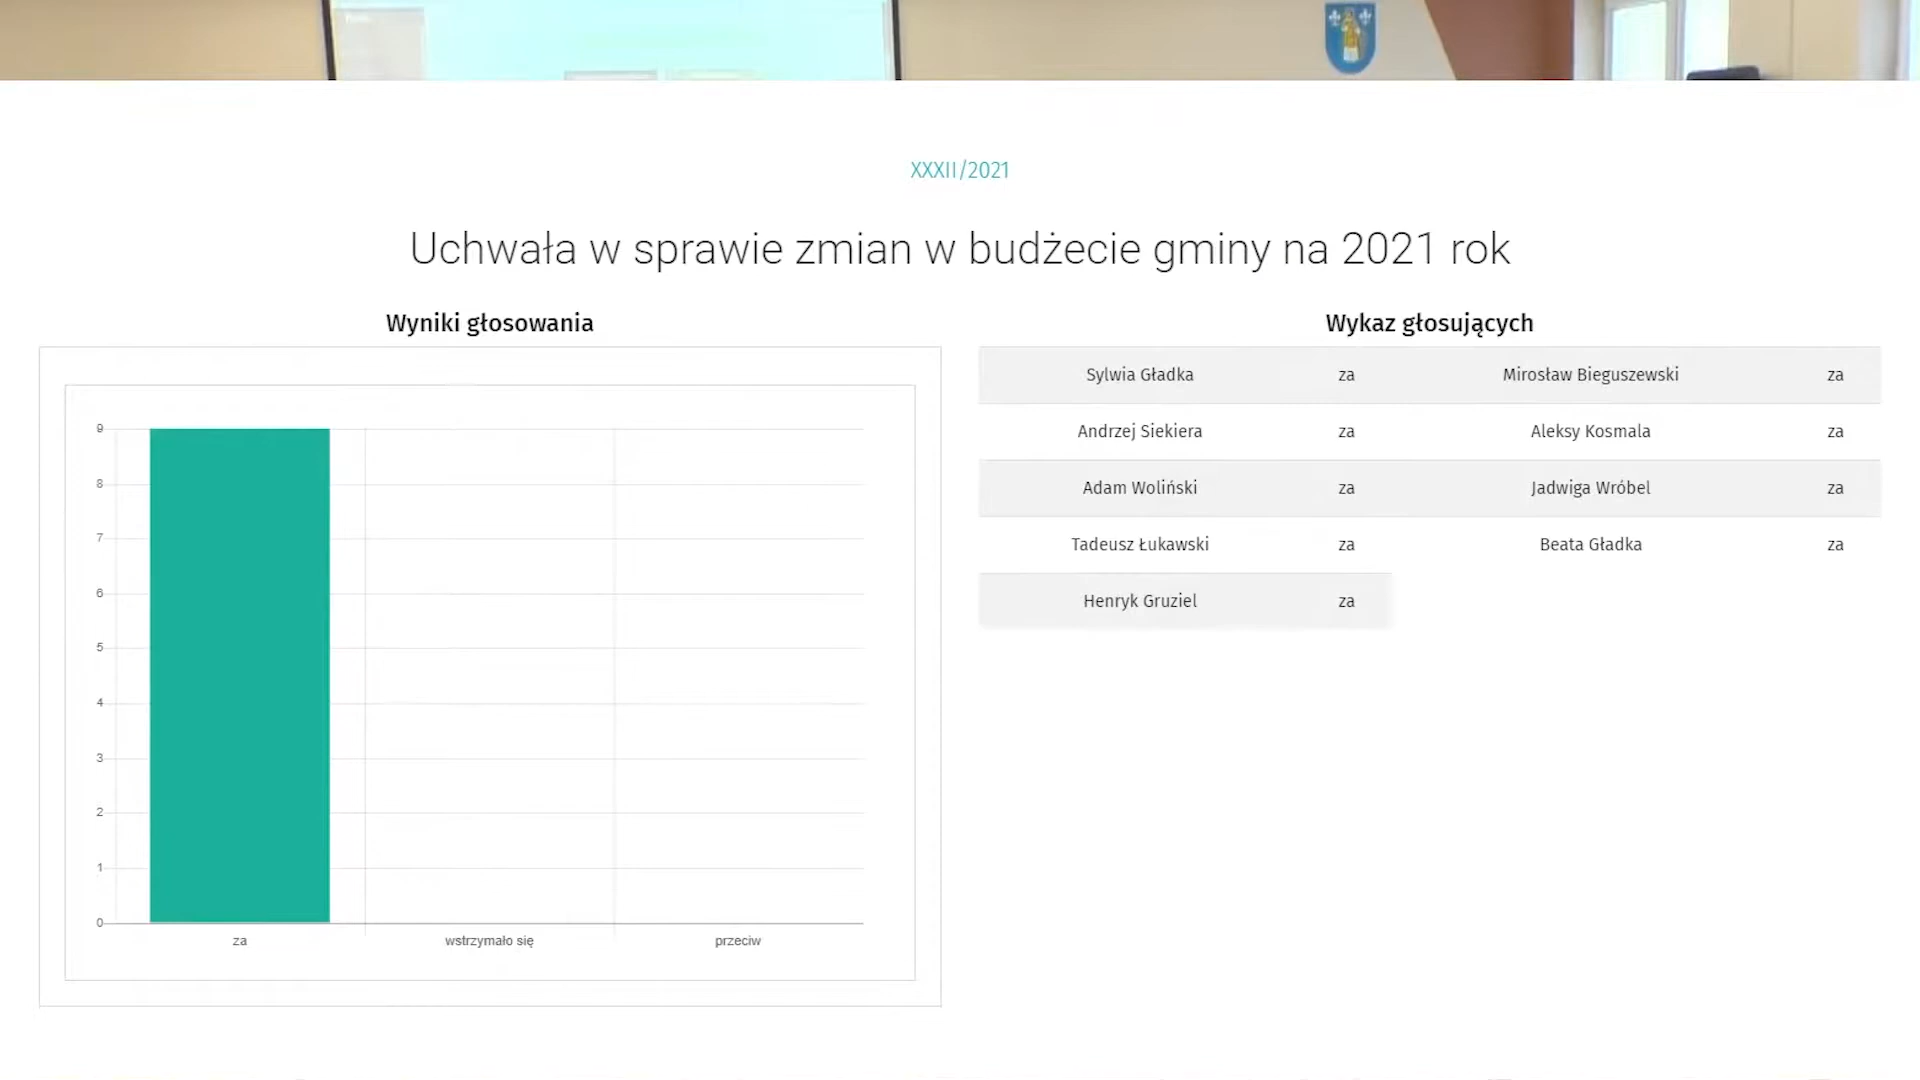 XXXII/2021
Uchwała w sprawie zmian w budżecie gminy na 2021 rok
Wyniki głosowania
9
8
7
6
5
4
3
2
1
0
za wstrzymało się przeciw
Wykaz głosujących
Sylwia Gładka za Mirosław Bieguszewski za
Andrzej Siekiera za Aleksy Kosmala za
Adam Woliński za Jadwiga Wróbel za
Tadeusz Łukawski za Beata Gładka za
Henryk Gruziel za